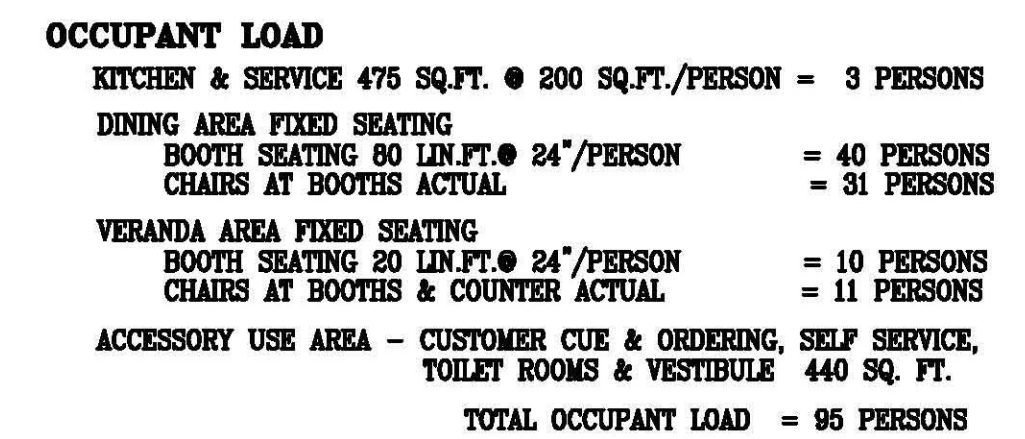 OCCUPANT LOAD
KITCHEN & SERVICE 475 SQ.FT. @ 200 SQ.FT./PERSON = 3 PERSONS
DINING AREA FIXED SEATING
BOOTH SEATING 80 LIN.FT.@ 24"/PERSON = 40 PERSONS
CHAIRS AT BOOTHS ACTUAL = 31 PERSONS
VERANDA AREA FIXED SEATING
BOOTH SEATING 20 LIN.FT.@ 24"/PERSON = 10 PERSONS
CHAIRS AT BOOTHS & COUNTER ACTUAL = 11 PERSONS
ACCESSORY USE AREA – CUSTOMER CUE & ORDERING, SELF SERVICE,
TOILET ROOMS & VESTIBULE 440 SQ. FT.
TOTAL OCCUPANT LOAD = 95 PERSONS